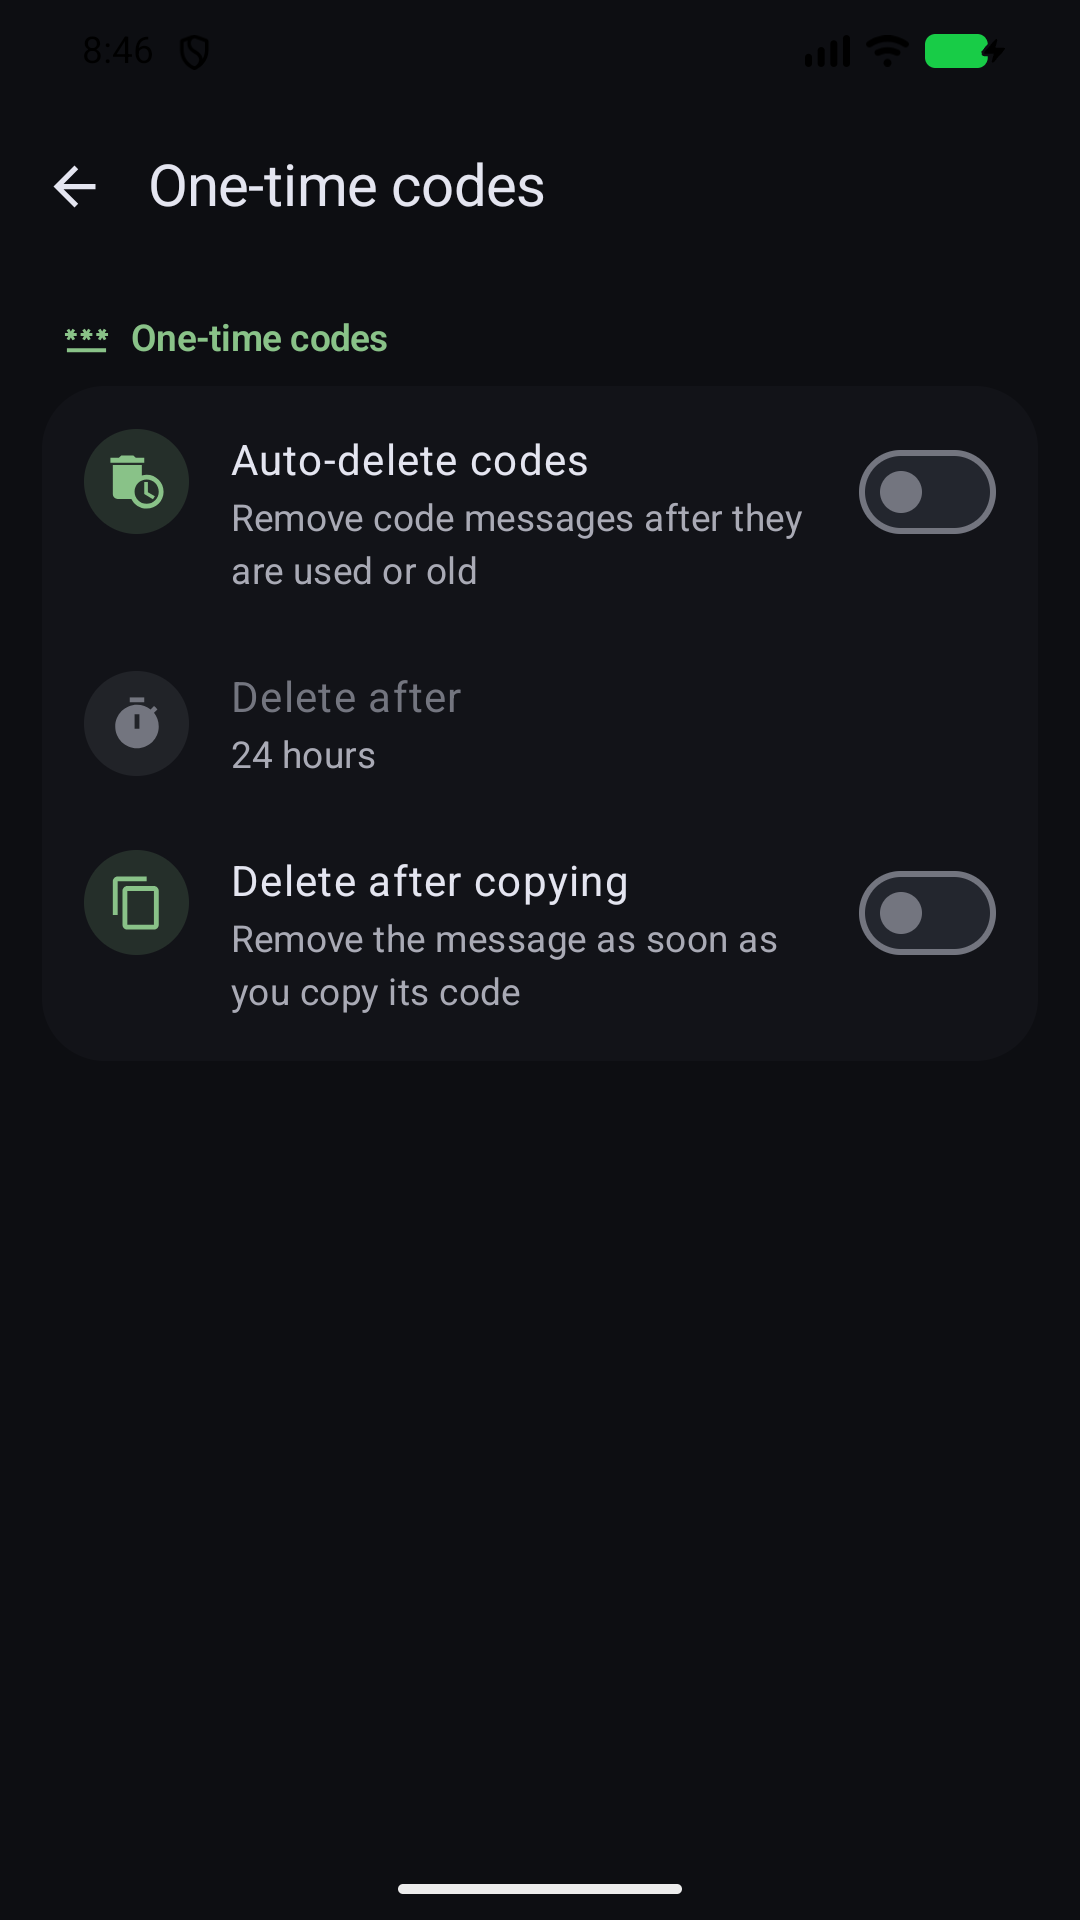 8:46
One-time codes
*** One-time codes
Auto-delete codes
Remove code messages after they
are used or old
Delete after
24 hours
Delete after copying
Remove the message as soon as
you copy its code